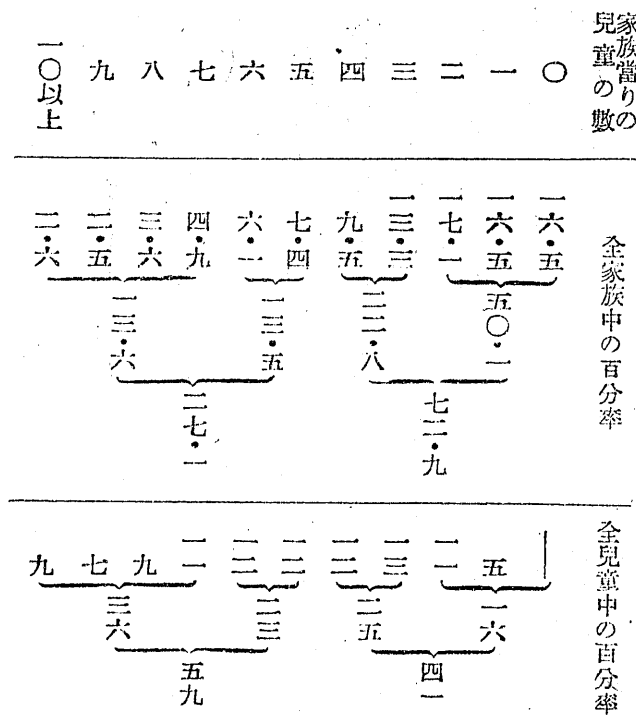 家族當りの
兒童の數
〇
一
二
三
四
五
六
七
八
九
一〇以上
全家族中の百分率
一六・五
一六・五
一七・一
一三・三
九・五
七・四
六・一
四・九
三・六
二・五
二・六
五〇・一
二二・八
一三・五
一三・六
七二・九
二七・一
全兒童中の百分率
—
五
一一
一三
一二
一二
一二
一一
九
七
九
一六
二五
二三
三六
四一
五九